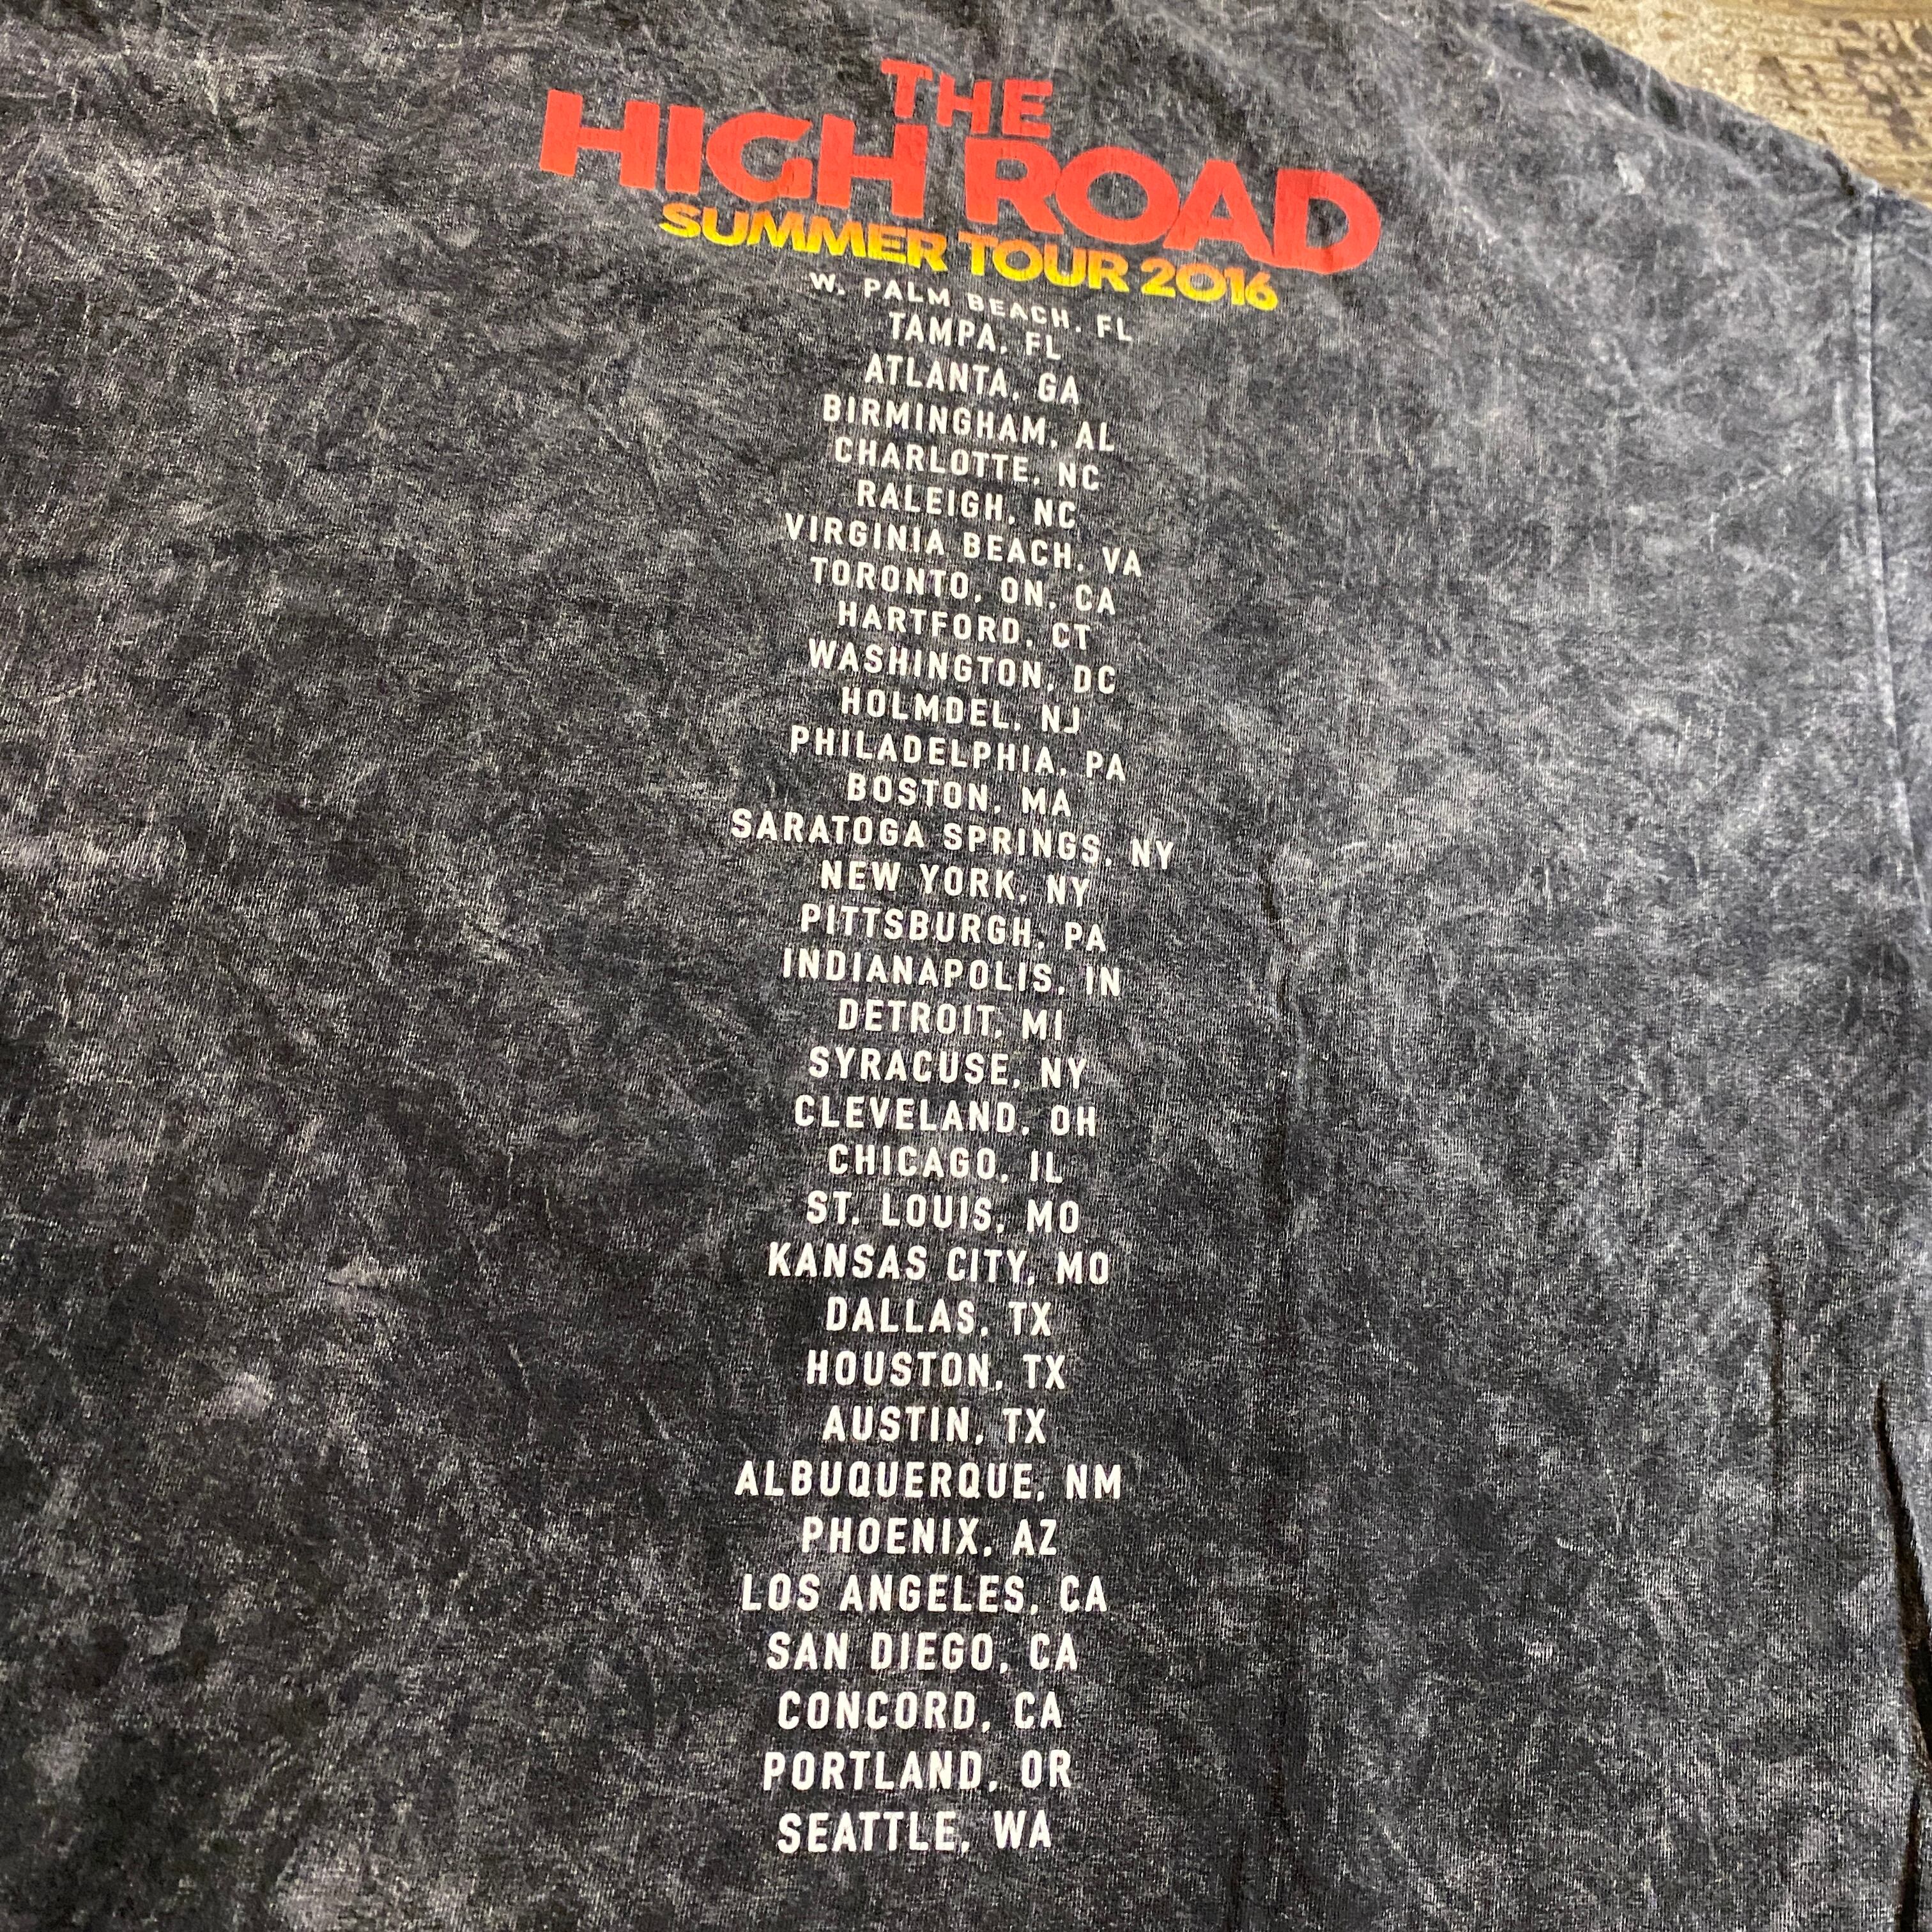 THE
HIGH ROAD
SUMMER TOUR 2016
W. PALM BEACH, FL
TAMPA, FL
ATLANTA, GA
BIRMINGHAM, AL
CHARLOTTE, NC
RALEIGH, NC
VIRGINIA BEACH, VA
TORONTO, ON, CA
HARTFORD, CT
WASHINGTON, DC
HOLMDEL, NJ
PHILADELPHIA, PA
BOSTON, MA
SARATOGA SPRINGS, NY
NEW YORK, NY
PITTSBURGH, PA
INDIANAPOLIS, IN
DETROIT, MI
SYRACUSE, NY
CLEVELAND, OH
CHICAGO, IL
ST. LOUIS, MO
KANSAS CITY, MO
DALLAS, TX
HOUSTON, TX
AUSTIN, TX
ALBUQUERQUE, NM
PHOENIX, AZ
LOS ANGELES, CA
SAN DIEGO, CA
CONCORD, CA
PORTLAND, OR
SEATTLE, WA